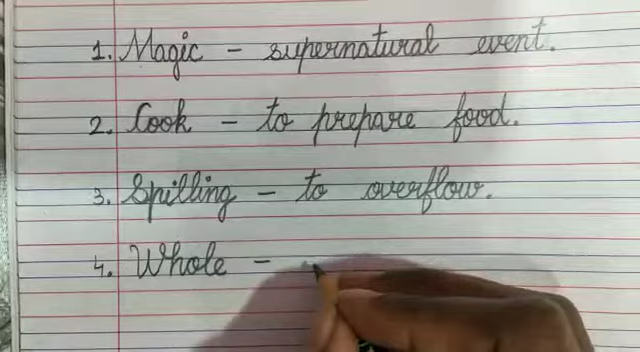 1. Magic - supernatural event.
2. Cook - to prepare food.
3. Spilling - to overflow.
4. Whole -